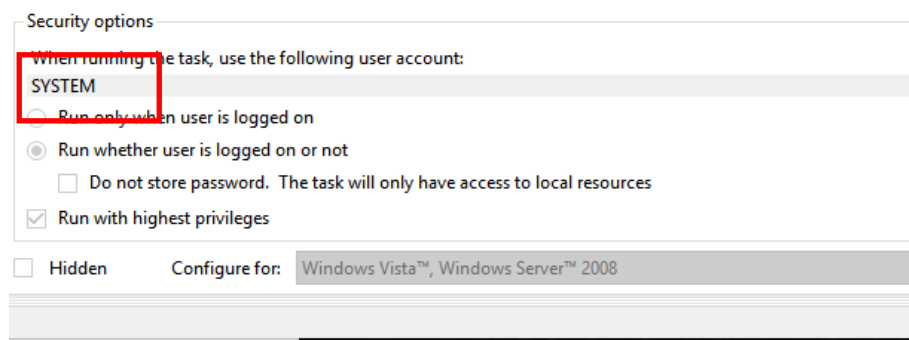 Security options
When running the task, use the following user account:
SYSTEM
Run only when user is logged on
Run whether user is logged on or not
Do not store password. The task will only have access to local resources
Run with highest privileges
Hidden Configure for: Windows Vista™, Windows Server™ 2008